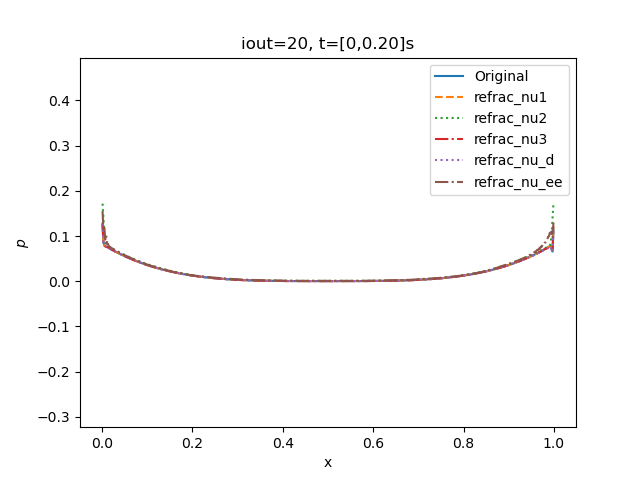 iout=20, t=[0,0.20]s
Original
refrac_nu1
refrac_nu2
refrac_nu3
refrac_nu_d
refrac_nu_ee
0.4
0.3
0.2
0.1
0.0
−0.1
−0.2
−0.3
p
0.0 0.2 0.4 0.6 0.8 1.0
x